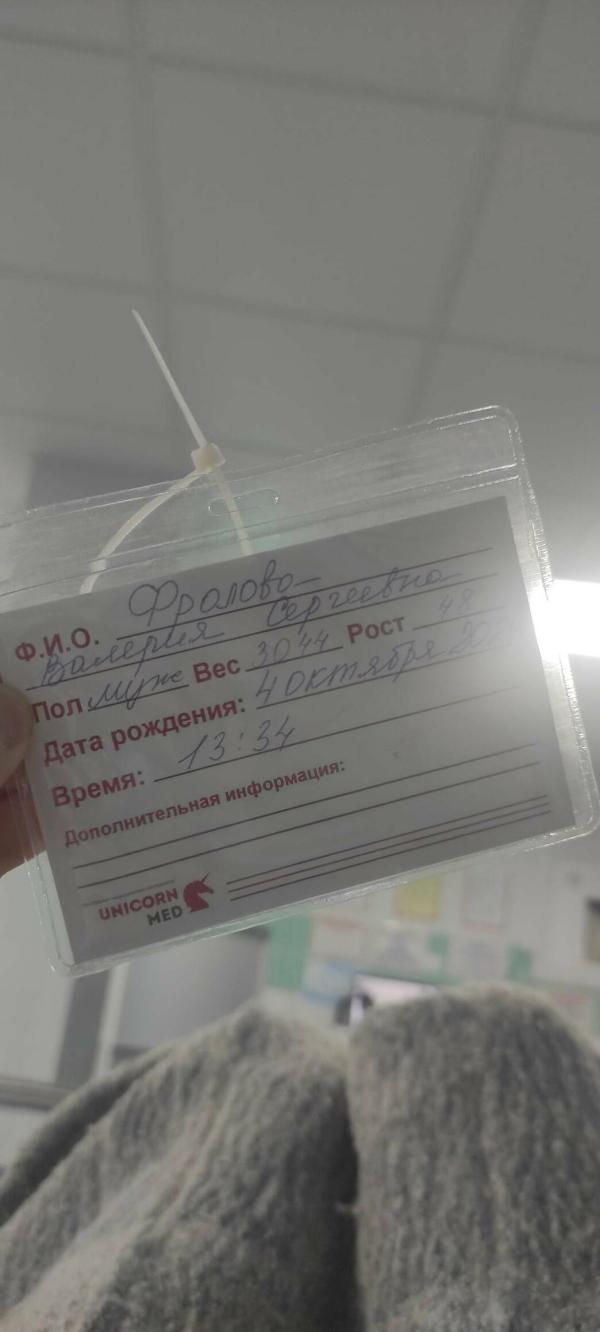 Ф.И.О. Фролова
Валерия Сергеевна
Пол муж Вес 3044 Рост 48
Дата рождения: 4 октября
Время: 13:34
Дополнительная информация:
UNICORN
MED